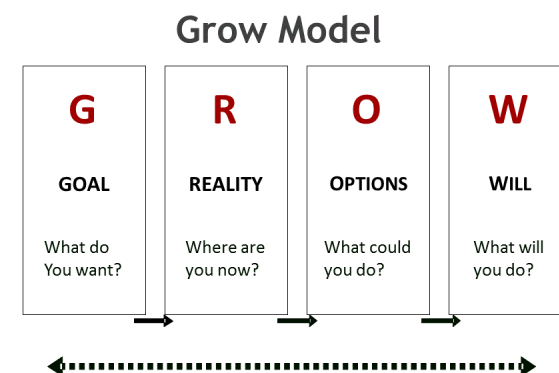 Grow Model
G
GOAL
What do
You want?
R
REALITY
Where are
you now?
O
OPTIONS
What could
you do?
W
WILL
What will
you do?